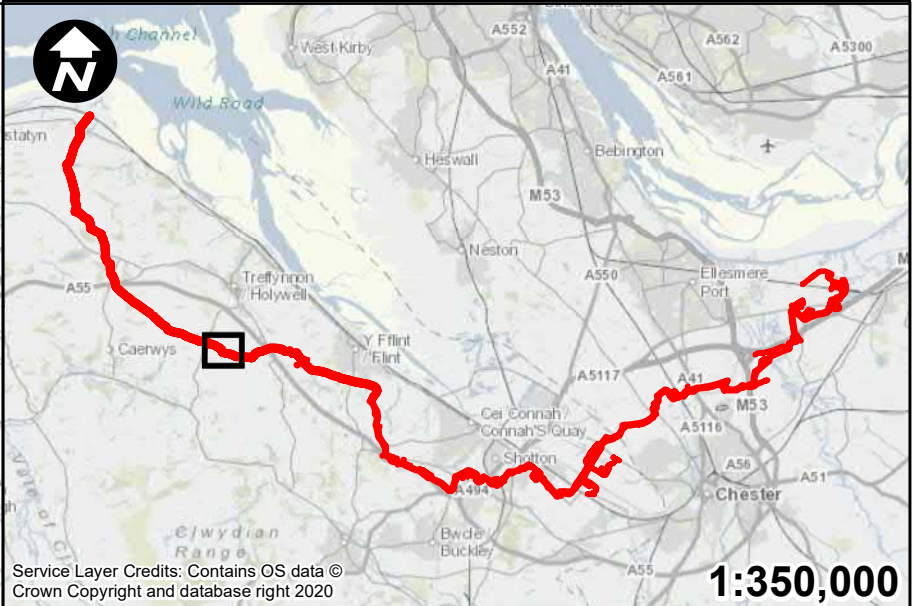 h Channel
West Kirby
A552
A562
A5300
A41
A561
N
Wild Road
statyn
Heswall
Bebington
M53
Neston
A550
Ellesmere
Port
M
A55
Treffynnon
Holywell
Caerwys
Y Fflint
Flint
A5117
A41
M53
Cei Connah
Connah'S Quay
A5116
Shotton
A56
A51
Chester
A494
Clwydian
Range
Bwcle
Buckley
A55
Service Layer Credits: Contains OS data ©
Crown Copyright and database right 2020
1:350,000